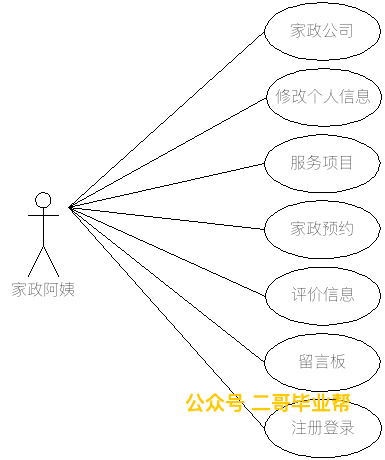 家政公司
修改个人信息
服务项目
家政预约
家政阿姨
评价信息
留言板
公众号 二哥毕业帮
注册登录